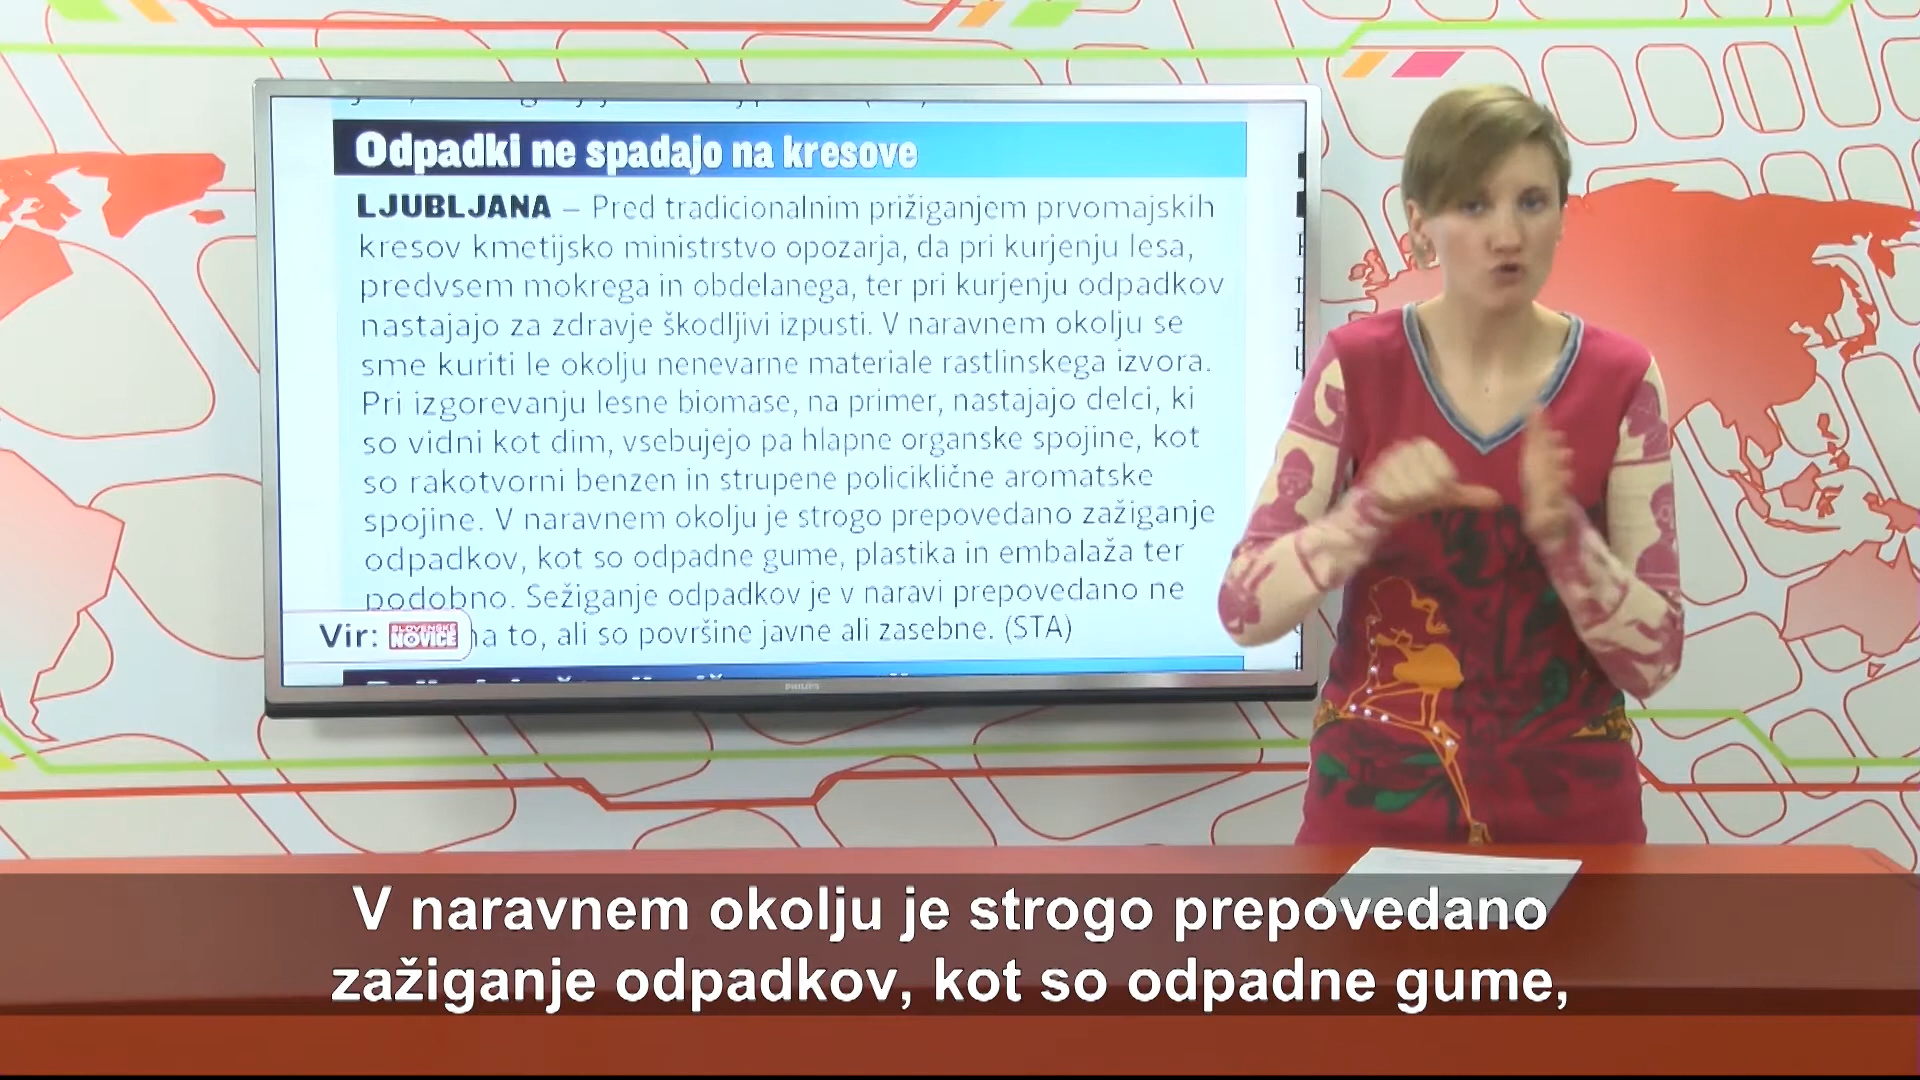 Odpadki ne spadajo na kresove
LJUBLJANA – Pred tradicionalnim prižiganjem prvomajskih
kresov kmetijsko ministrstvo opozarja, da pri kurjenju lesa,
predvsem mokrega in obdelanega, ter pri kurjenju odpadkov
nastajajo za zdravje škodljivi izpusti. V naravnem okolju se
sme kuriti le okolju nenevarne materiale rastlinskega izvora.
Pri izgorevanju lesne biomase, na primer, nastajajo delci, ki
so vidni kot dim, vsebujejo pa hlapne organske spojine, kot
so rakotvorni benzen in strupene policiklične aromatske
spojine. V naravnem okolju je strogo prepovedano zažiganje
odpadkov, kot so odpadne gume, plastika in embalaža ter
podobno. Sežiganje odpadkov je v naravi prepovedano ne
na to, ali so površine javne ali zasebne. (STA)
Vir: SLOVENSKE
NOVICE
PHILIPS
V naravnem okolju je strogo prepovedano
zažiganje odpadkov, kot so odpadne gume,